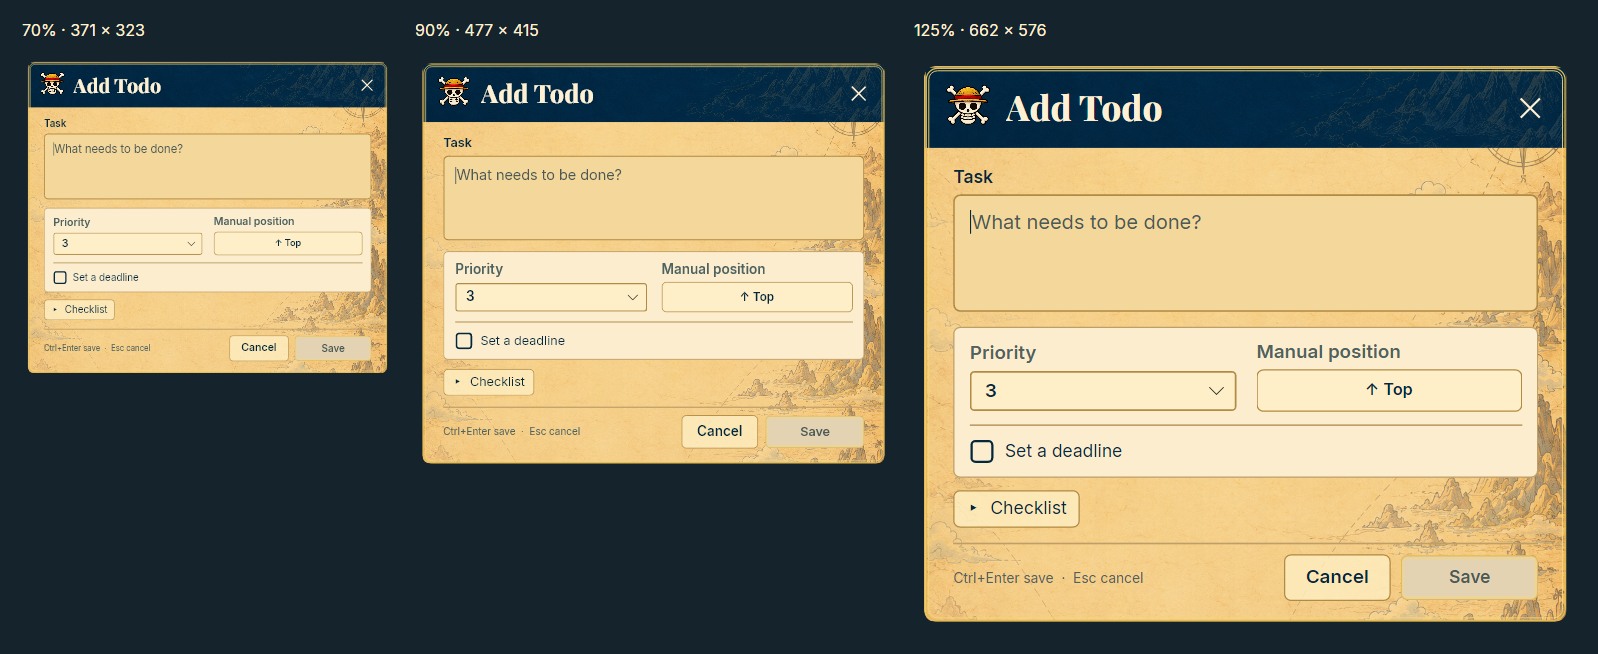 70% · 371 × 323
Add Todo
Task
What needs to be done?
Priority
Manual position
3
↑ Top
Set a deadline
Checklist
Ctrl+Enter save · Esc cancel
Cancel
Save
90% · 477 × 415
Add Todo
Task
What needs to be done?
Priority
Manual position
3
↑ Top
Set a deadline
Checklist
Ctrl+Enter save · Esc cancel
Cancel
Save
125% · 662 × 576
Add Todo
Task
What needs to be done?
Priority
Manual position
3
↑ Top
Set a deadline
Checklist
Ctrl+Enter save · Esc cancel
Cancel
Save